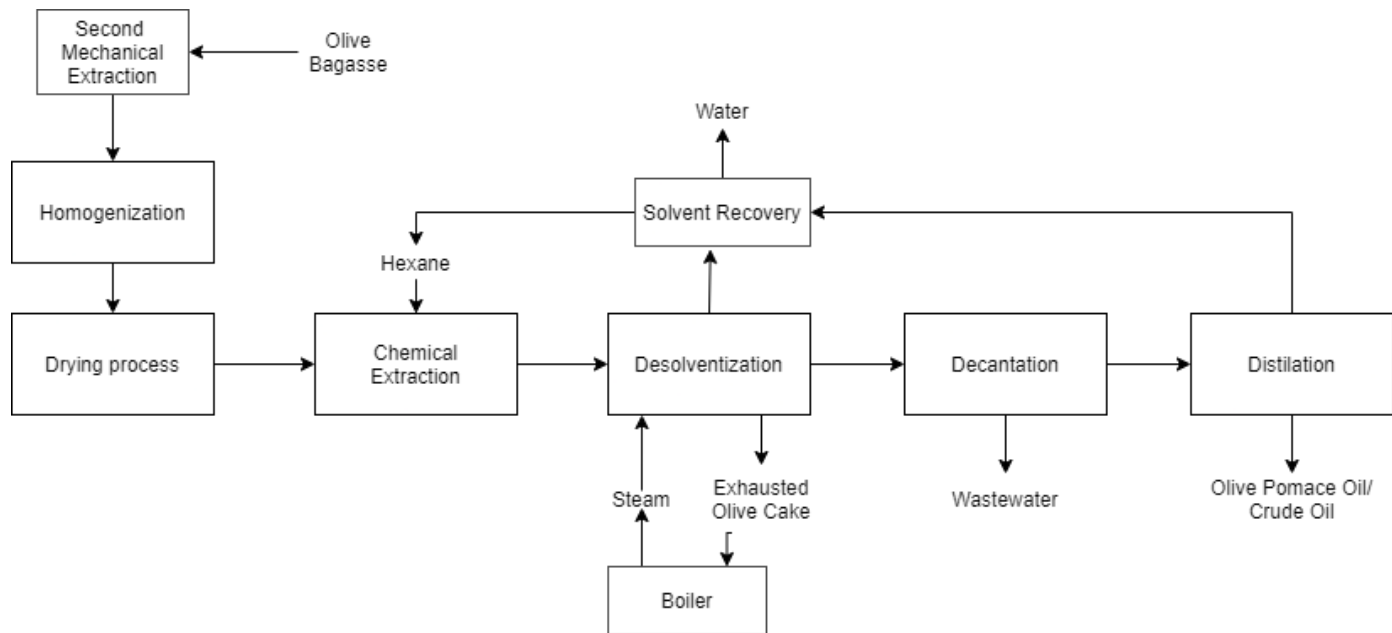 Second
Mechanical
Extraction
Olive
Bagasse
Water
Homogenization
Solvent Recovery
Hexane
Drying process
Chemical
Extraction
Desolventization
Decantation
Distilation
Steam
Exhausted
Olive Cake
Wastewater
Olive Pomace Oil/
Crude Oil
Boiler